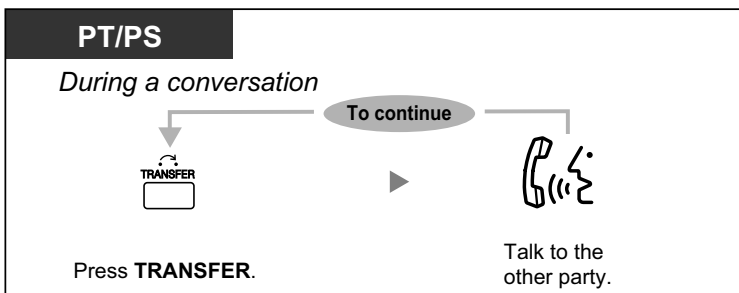 PT/PS
During a conversation
To continue
TRANSFER
Press TRANSFER.
Talk to the
other party.